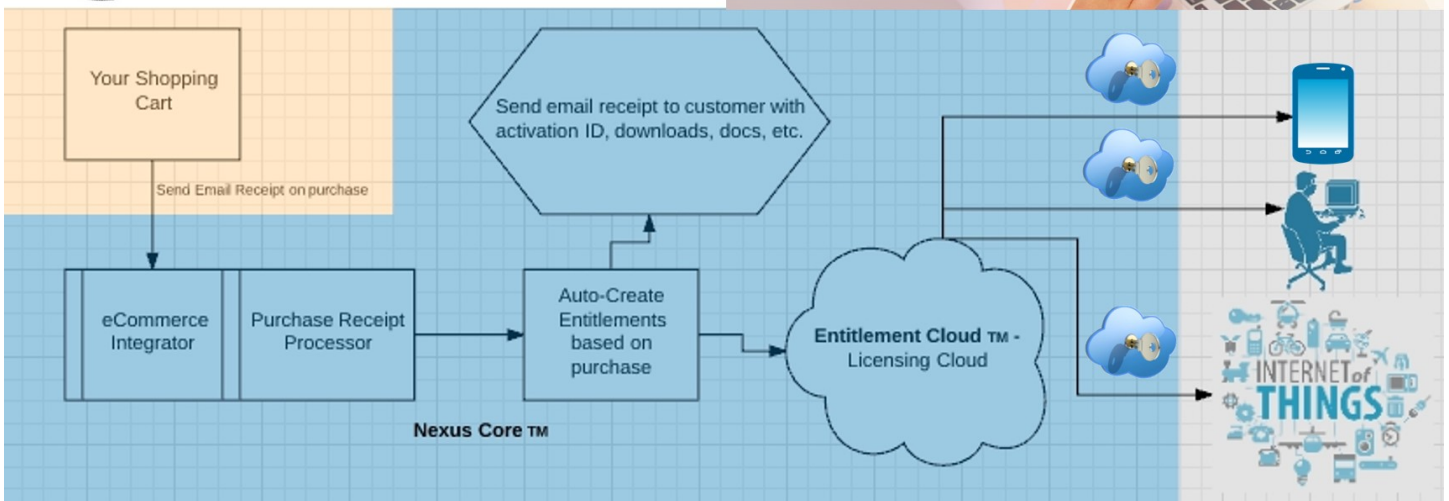 Your Shopping
Cart
Send email receipt to customer with
activation ID, downloads, docs, etc.
Send Email Receipt on purchase
eCommerce
Integrator
Purchase Receipt
Processor
Auto-Create
Entitlements
based on
purchase
Entitlement Cloud TM -
Licensing Cloud
INTERNET of
THINGS
Nexus Core TM